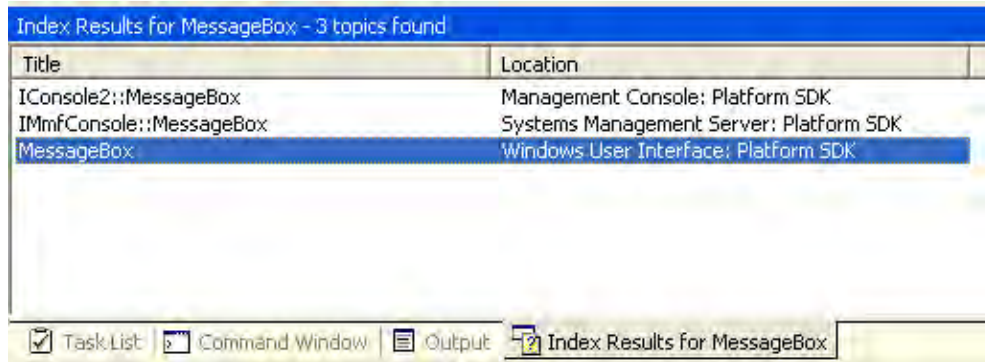 Index Results for MessageBox - 3 topics found
Title Location
IConsole2::MessageBox Management Console: Platform SDK
IMmfConsole::MessageBox Systems Management Server: Platform SDK
MessageBox Windows User Interface: Platform SDK
Task List Command Window Output Index Results for MessageBox